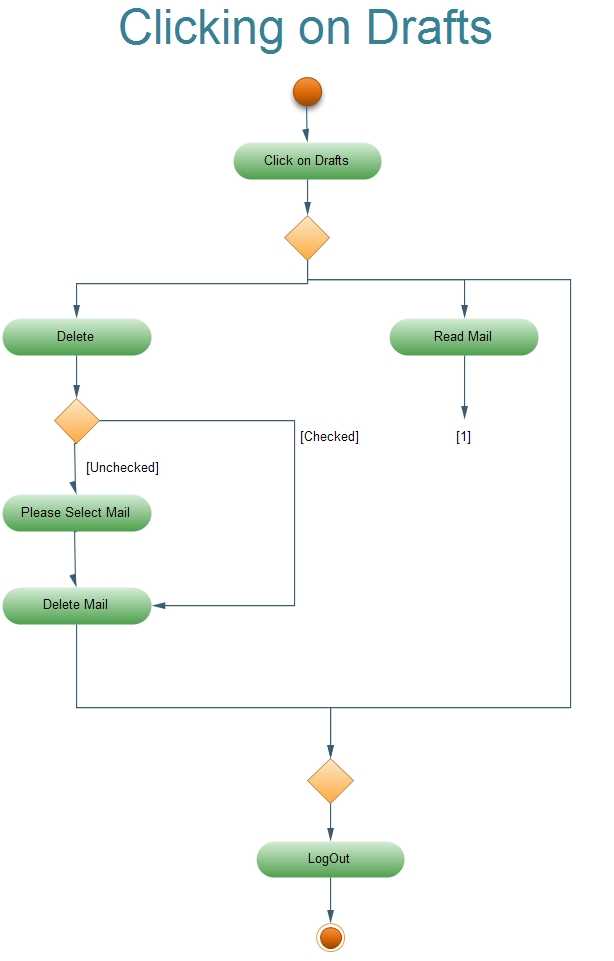 Clicking on Drafts
Click on Drafts
Delete
Read Mail
[Checked]
[1]
[Unchecked]
Please Select Mail
Delete Mail
LogOut